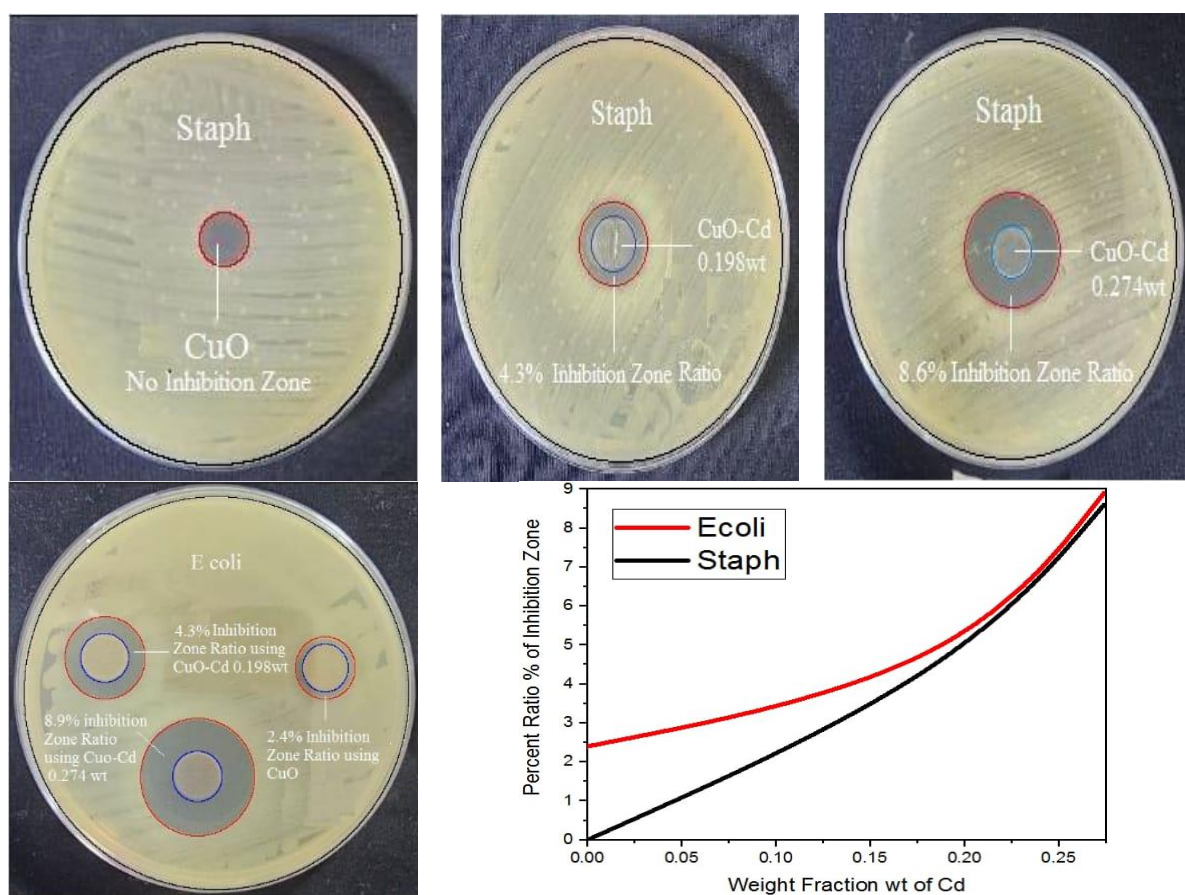 Staph
CuO
No Inhibition Zone
Staph
CuO-Cd
0.198wt
4.3% Inhibition Zone Ratio
Staph
CuO-Cd
0.274wt
8.6% Inhibition Zone Ratio
E coli
4.3% Inhibition
Zone Ratio using
CuO-Cd 0.198wt
8.9% inhibition
Zone Ratio
using Cuo-Cd
0.274 wt
2.4% Inhibition
Zone Ratio using
CuO
Percent Ratio % of Inhibition Zone
9
8
7
6
5
4
3
2
1
0
Ecoli
Staph
0.00 0.05 0.10 0.15 0.20 0.25
Weight Fraction wt of Cd